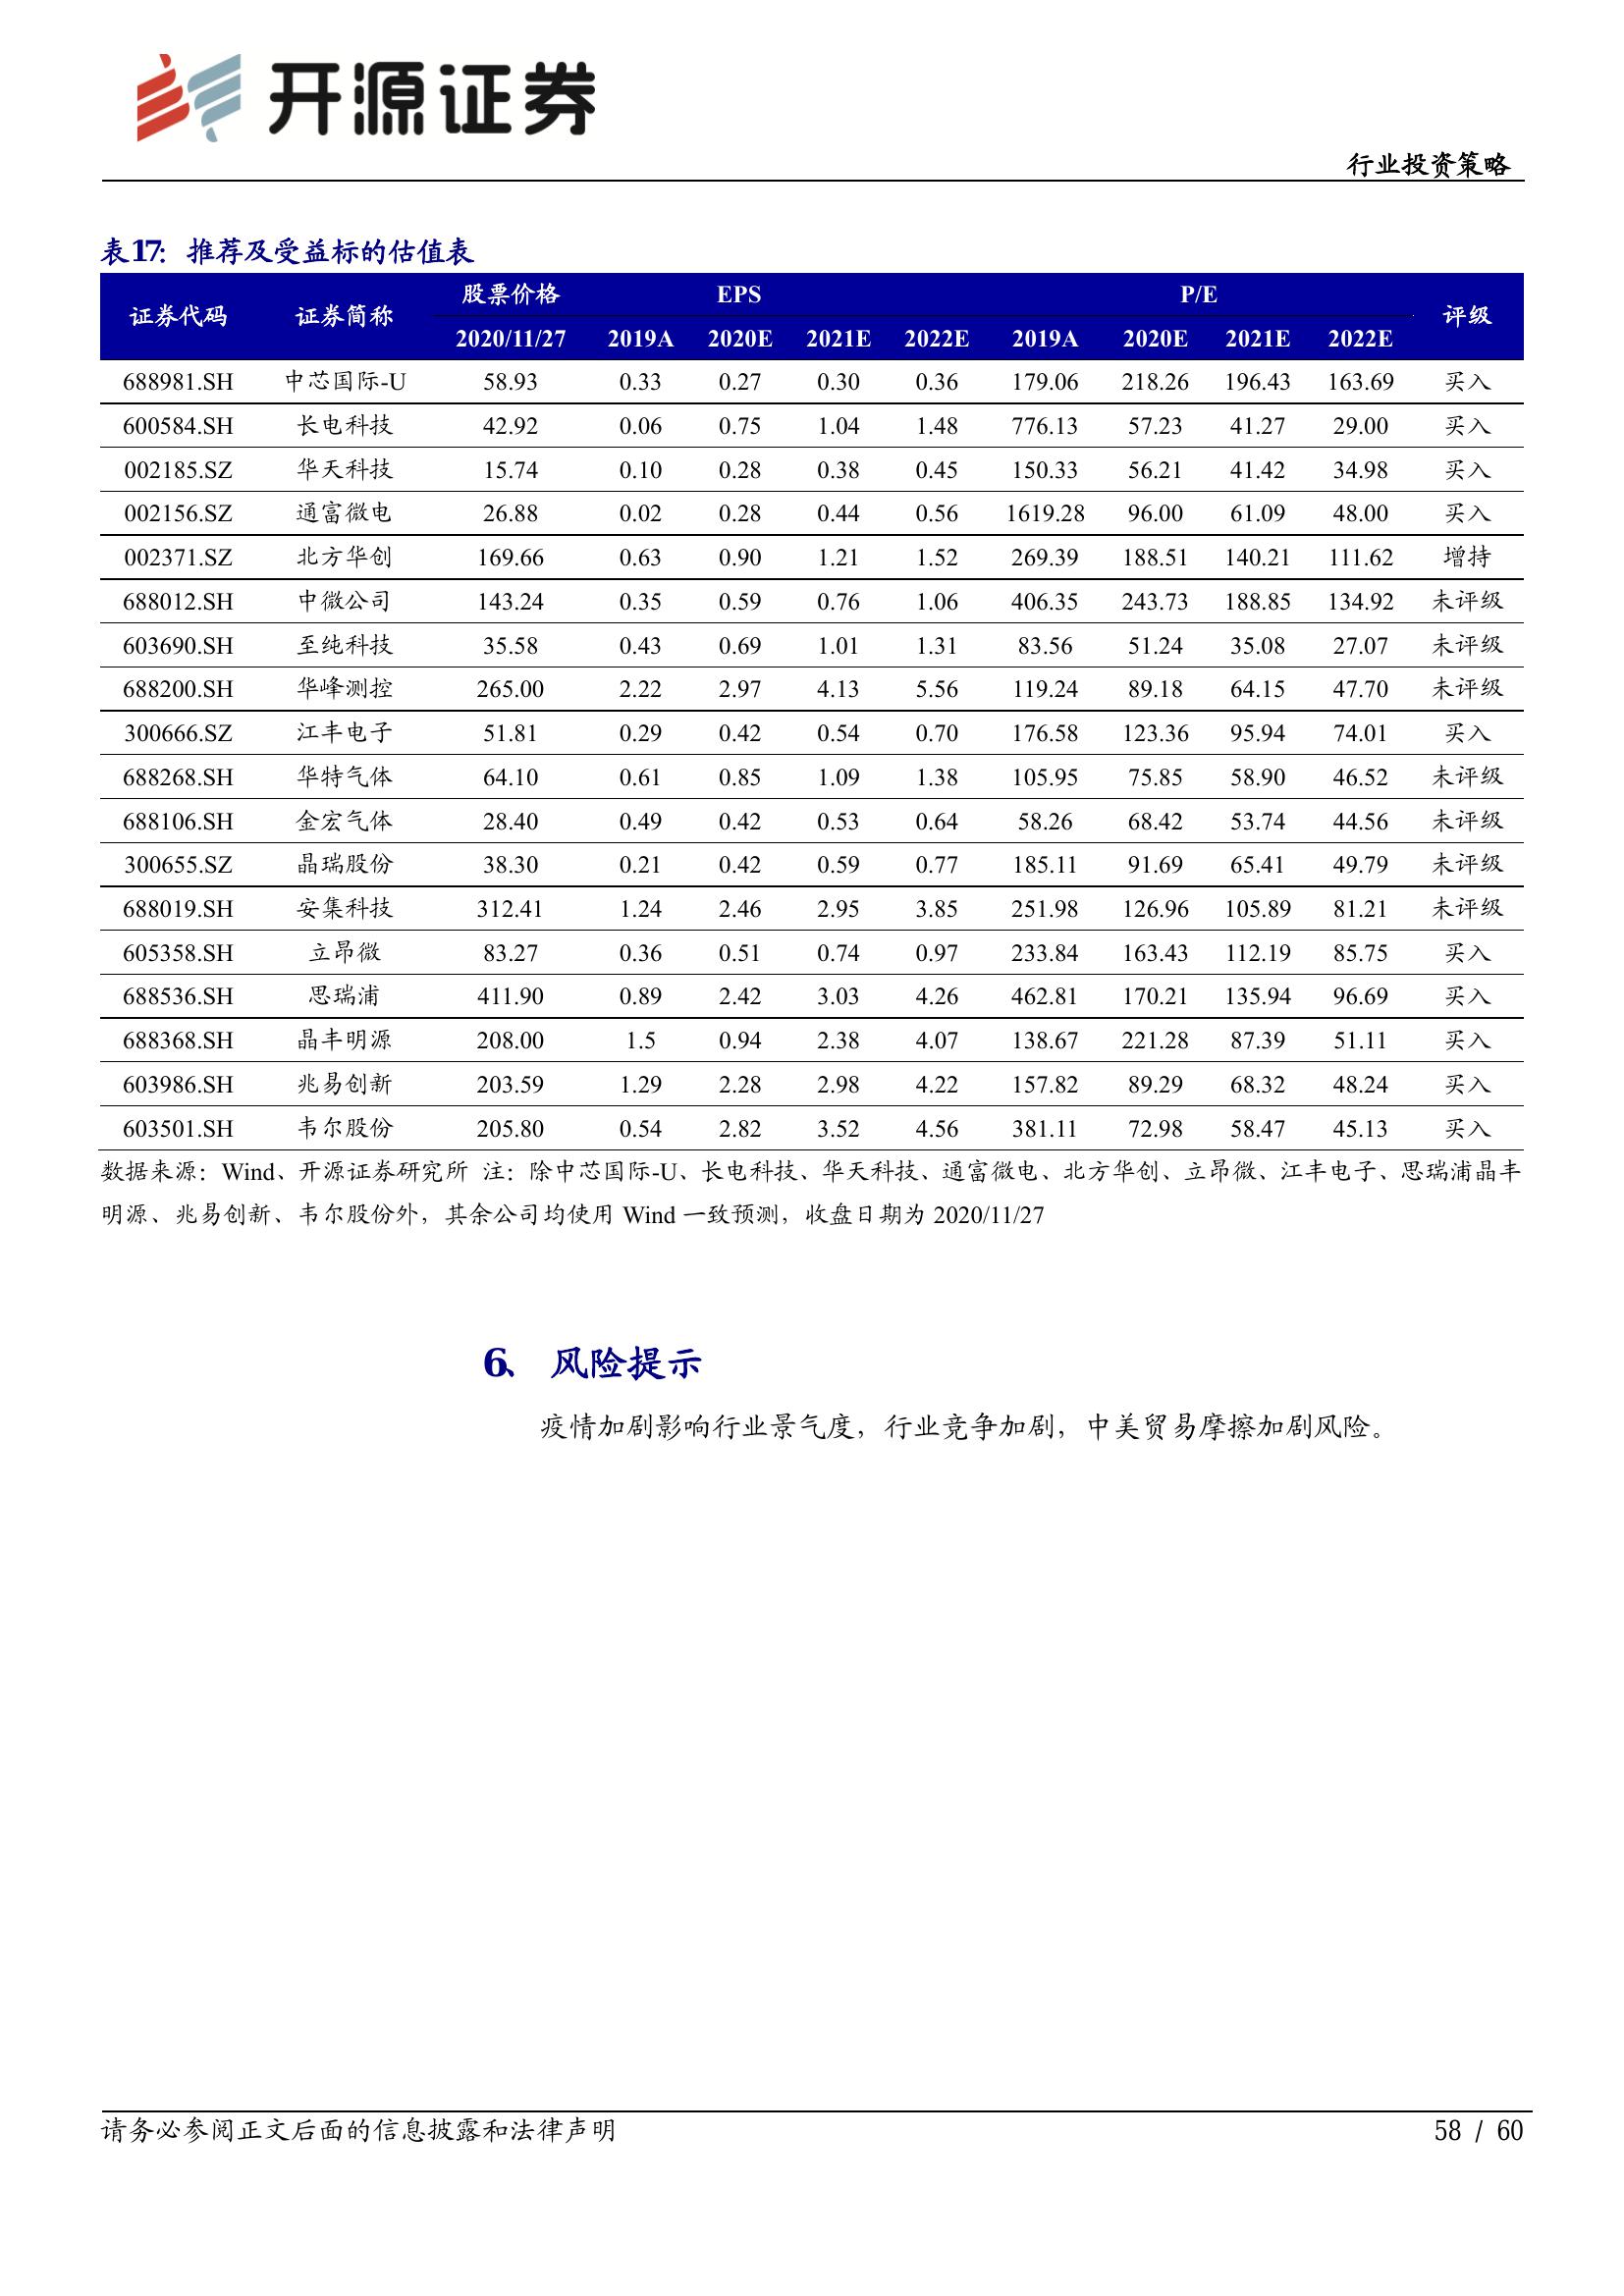 开源证券
行业投资策略
表17: 推荐及受益标的估值表
证券代码 证券简称 股票价格 EPS P/E 评级
2020/11/27 2019A 2020E 2021E 2022E 2019A 2020E 2021E 2022E
688981.SH 中芯国际-U 58.93 0.33 0.27 0.30 0.36 179.06 218.26 196.43 163.69 买入
600584.SH 长电科技 42.92 0.06 0.75 1.04 1.48 776.13 57.23 41.27 29.00 买入
002185.SZ 华天科技 15.74 0.10 0.28 0.38 0.45 150.33 56.21 41.42 34.98 买入
002156.SZ 通富微电 26.88 0.02 0.28 0.44 0.56 1619.28 96.00 61.09 48.00 买入
002371.SZ 北方华创 169.66 0.63 0.90 1.21 1.52 269.39 188.51 140.21 111.62 增持
688012.SH 中微公司 143.24 0.35 0.59 0.76 1.06 406.35 243.73 188.85 134.92 未评级
603690.SH 至纯科技 35.58 0.43 0.69 1.01 1.31 83.56 51.24 35.08 27.07 未评级
688200.SH 华峰测控 265.00 2.22 2.97 4.13 5.56 119.24 89.18 64.15 47.70 未评级
300666.SZ 江丰电子 51.81 0.29 0.42 0.54 0.70 176.58 123.36 95.94 74.01 买入
688268.SH 华特气体 64.10 0.61 0.85 1.09 1.38 105.95 75.85 58.90 46.52 未评级
688106.SH 金宏气体 28.40 0.49 0.42 0.53 0.64 58.26 68.42 53.74 44.56 未评级
300655.SZ 晶瑞股份 38.30 0.21 0.42 0.59 0.77 185.11 91.69 65.41 49.79 未评级
688019.SH 安集科技 312.41 1.24 2.46 2.95 3.85 251.98 126.96 105.89 81.21 未评级
605358.SH 立昂微 83.27 0.36 0.51 0.74 0.97 233.84 163.43 112.19 85.75 买入
688536.SH 思瑞浦 411.90 0.89 2.42 3.03 4.26 462.81 170.21 135.94 96.69 买入
688368.SH 晶丰明源 208.00 1.5 0.94 2.38 4.07 138.67 221.28 87.39 51.11 买入
603986.SH 兆易创新 203.59 1.29 2.28 2.98 4.22 157.82 89.29 68.32 48.24 买入
603501.SH 韦尔股份 205.80 0.54 2.82 3.52 4.56 381.11 72.98 58.47 45.13 买入
数据来源：Wind、开源证券研究所 注：除中芯国际-U、长电科技、华天科技、通富微电、北方华创、立昂微、江丰电子、思瑞浦晶丰
明源、兆易创新、韦尔股份外，其余公司均使用 Wind 一致预测，收盘日期为 2020/11/27
6、 风险提示
疫情加剧影响行业景气度，行业竞争加剧，中美贸易摩擦加剧风险。
请务必参阅正文后面的信息披露和法律声明 58 / 60